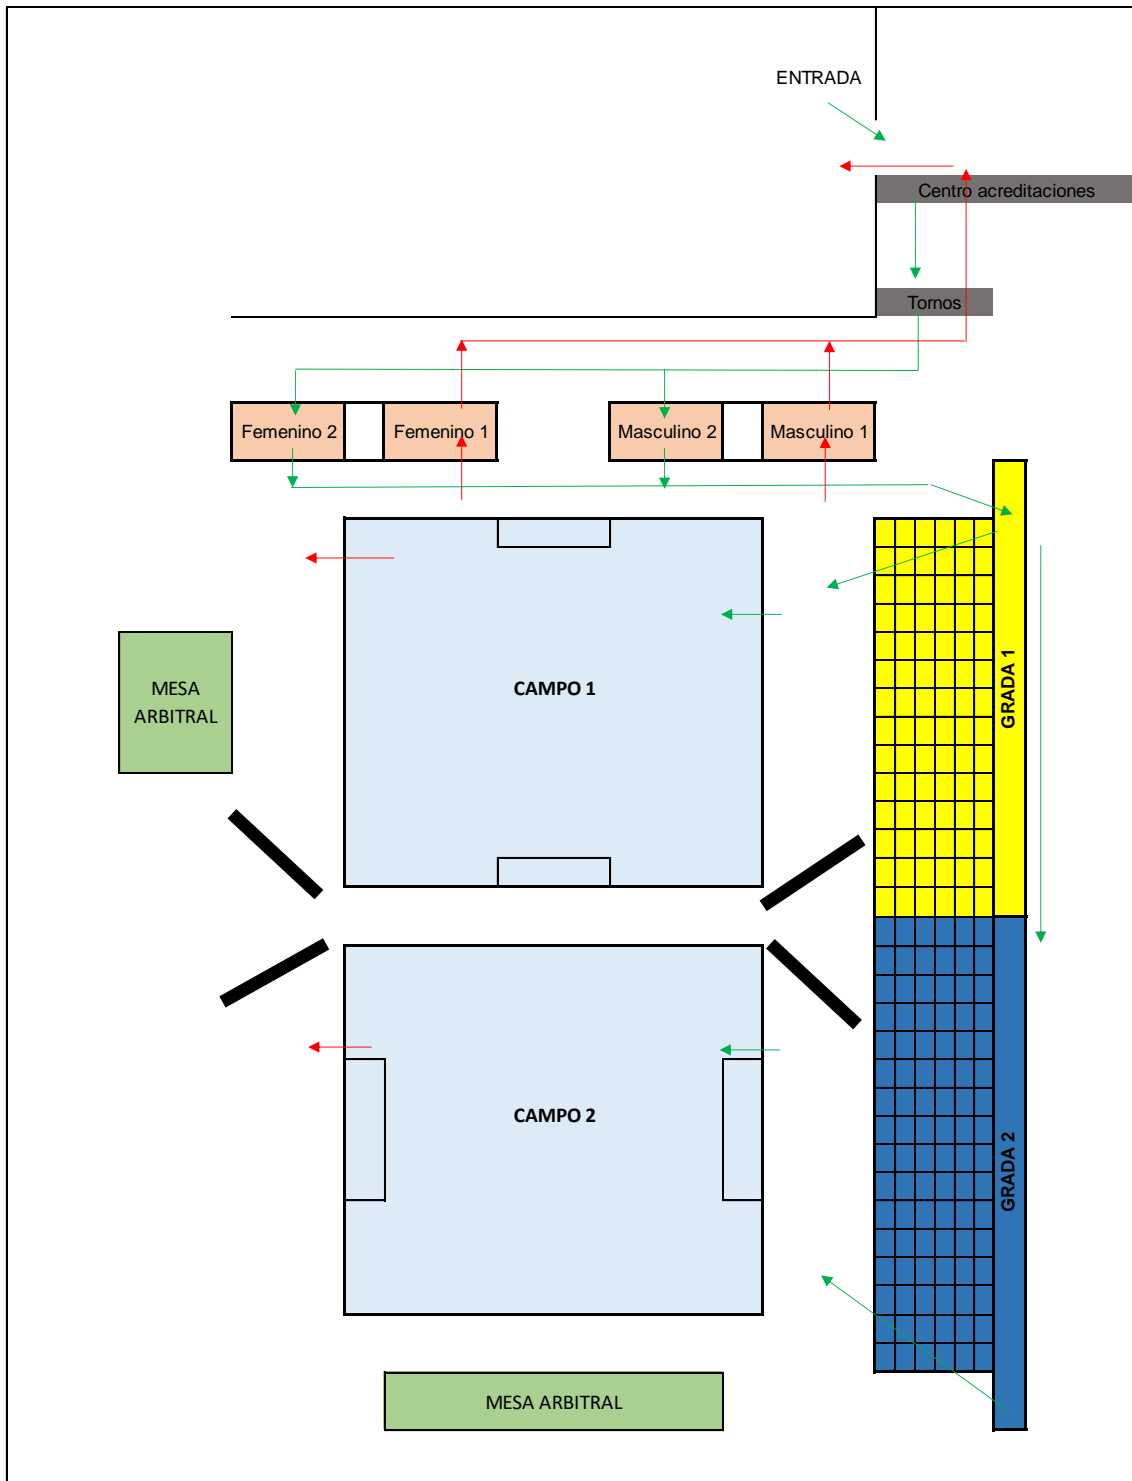 ENTRADA
Centro acreditaciones
Tornos
Femenino 2
Femenino 1
Masculino 2
Masculino 1
MESA
ARBITRAL
CAMPO 1
GRADA 1
CAMPO 2
GRADA 2
MESA ARBITRAL